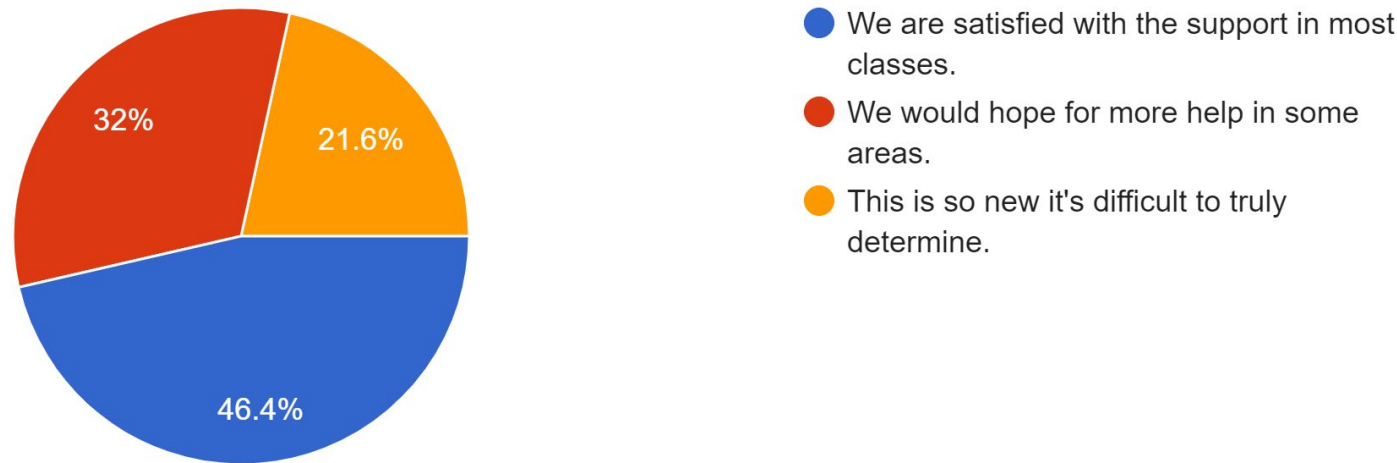 We are satisfied with the support in most
classes.
We would hope for more help in some
areas.
This is so new it's difficult to truly
determine.
32%
21.6%
46.4%